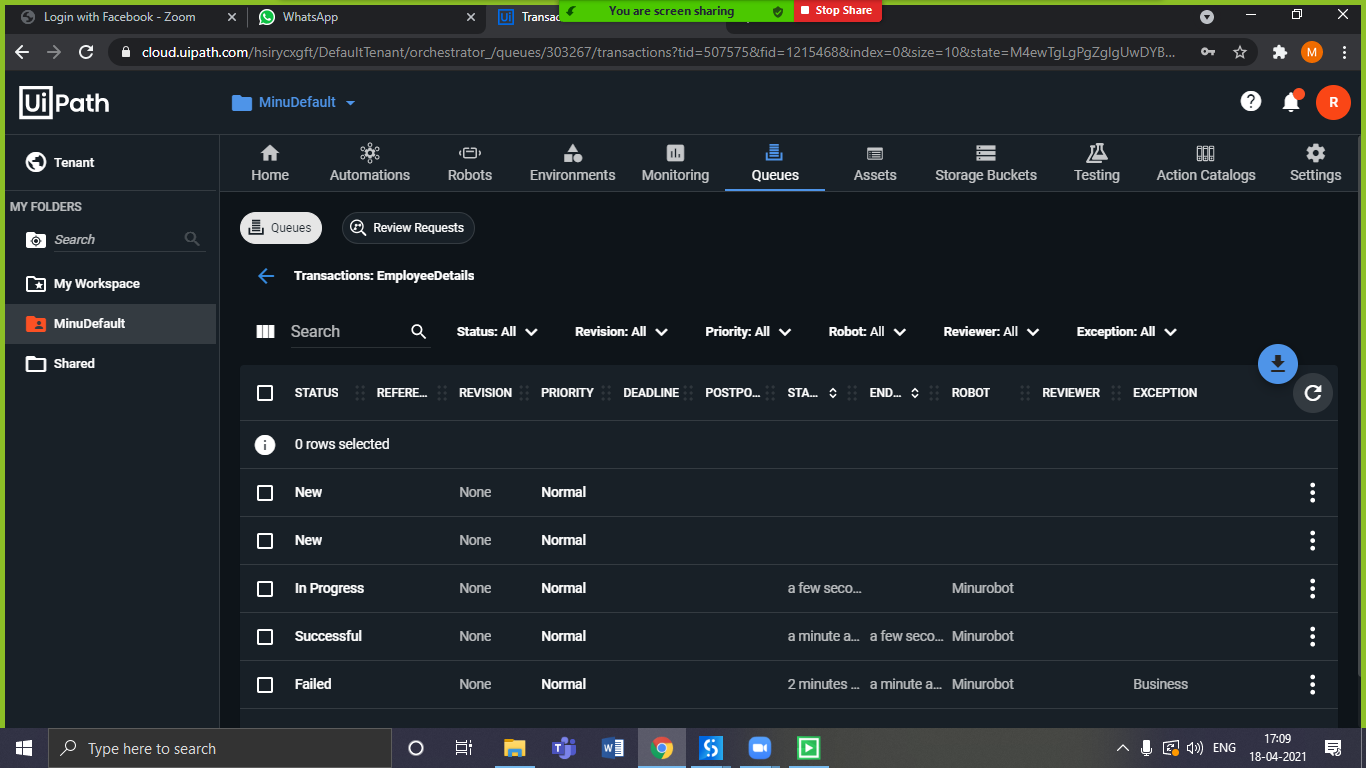 Login with Facebook - Zoom
WhatsApp
Transac
You are screen sharing
Stop Share
cloud.uipath.com/hsirycxgft/DefaultTenant/orchestrator_/queues/303267/transactions?tid=507575&fid=1215468&index=0&size=10&state=M4ewTgLgPgZglgUwDYB...
M
Ui Path
MinuDefault
R
Tenant
Home
Automations
Robots
Environments
Monitoring
Queues
Assets
Storage Buckets
Testing
Action Catalogs
Settings
MY FOLDERS
Search
My Workspace
MinuDefault
Shared
Queues
Review Requests
Transactions: EmployeeDetails
Search
Status: All
Revision: All
Priority: All
Robot: All
Reviewer: All
Exception: All
STATUS REFERE... REVISION PRIORITY DEADLINE POSTPO... STA... END... ROBOT REVIEWER EXCEPTION
0 rows selected
New None Normal
New None Normal
In Progress None Normal a few seco... Minurobot
Successful None Normal a minute a... a few seco... Minurobot
Failed None Normal 2 minutes ... a minute a... Minurobot Business
Type here to search
ENG
17:09
18-04-2021